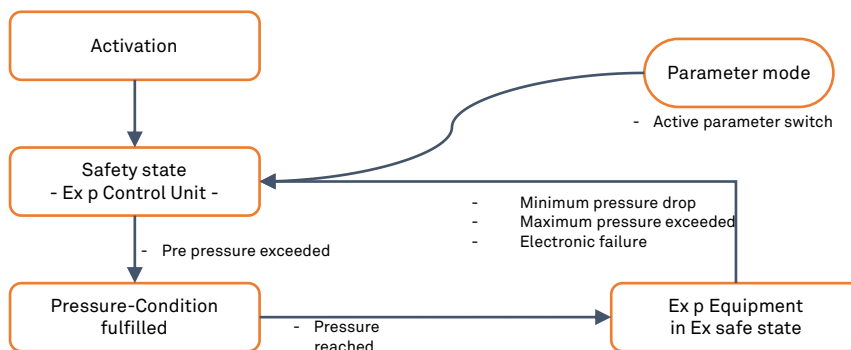 Activation
Parameter mode
- Active parameter switch
Safety state
- Ex p Control Unit -
- Minimum pressure drop
- Maximum pressure exceeded
- Electronic failure
- Pre pressure exceeded
Pressure-Condition
fulfilled
- Pressure
reached
Ex p Equipment
in Ex safe state